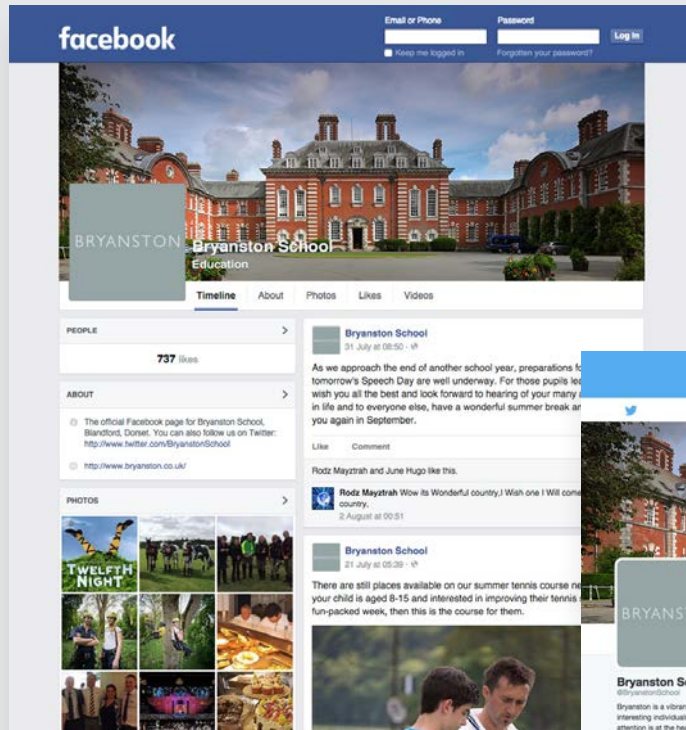 facebook
Email or Phone
Password
Log In
Keep me logged in
Forgotten your password?
BRYANSTON
Bryanston School
Education
Timeline About Photos Likes Videos
PEOPLE
737 likes
ABOUT
The official Facebook page for Bryanston School,
Blandford, Dorset. You can also follow us on Twitter:
http://www.twitter.com/BryanstonSchool
http://www.bryanston.co.uk/
PHOTOS
TWELFTH
NIGHT
Bryanston School
31 July at 08:50
As we approach the end of another school year, preparations
tomorrow's Speech Day are well underway. For those pupils
wish you all the best and look forward to hearing of your many
in life and to everyone else, have a wonderful summer break
you again in September.
Like Comment
Rodz Mayztrah and June Hugo like this.
Rodz Mayztrah Wow its Wonderful country,I Wish one I Will come
country,
2 August at 00:51
Bryanston School
21 July at 05:39
There are still places available on our summer tennis course
your child is aged 8-15 and interested in improving their tennis
fun-packed week, then this is the course for them.
BRYANS
Bryanston
@BryanstonSchool
Bryanston is a
interesting
attention is at the